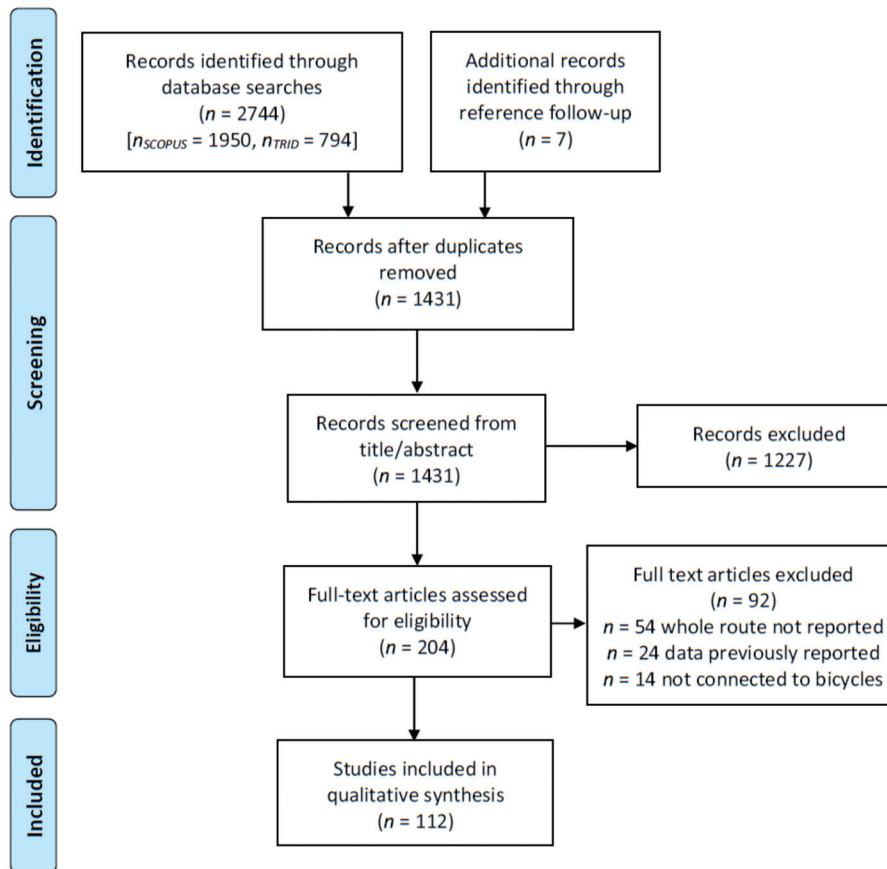 Identification
Records identified through
database searches
(n = 2744)
[nSCOPUS = 1950, nTRID = 794]
Additional records
identified through
reference follow-up
(n = 7)
Screening
Records after duplicates
removed
(n = 1431)
Records screened from
title/abstract
(n = 1431)
Records excluded
(n = 1227)
Eligibility
Full-text articles assessed
for eligibility
(n = 204)
Full text articles excluded
(n = 92)
n = 54 whole route not reported
n = 24 data previously reported
n = 14 not connected to bicycles
Included
Studies included in
qualitative synthesis
(n = 112)